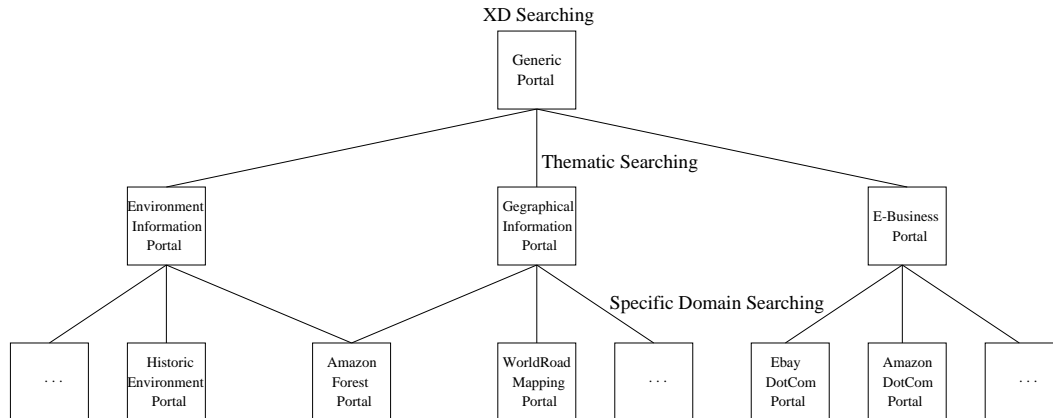 XD Searching
Generic
Portal
Thematic Searching
Environment
Information
Portal
Gegraphical
Information
Portal
E-Business
Portal
Specific Domain Searching
. . .
Historic
Environment
Portal
Amazon
Forest
Portal
WorldRoad
Mapping
Portal
. . .
Ebay
DotCom
Portal
Amazon
DotCom
Portal
. . .